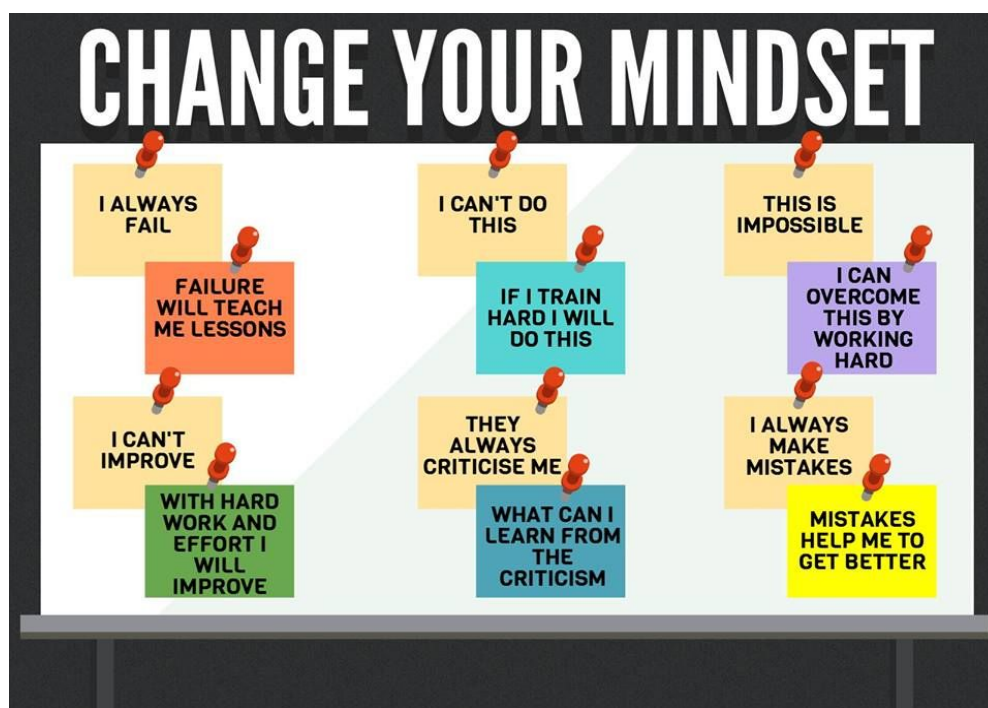 CHANGE YOUR MINDSET
I ALWAYS
FAIL
FAILURE
WILL TEACH
ME LESSONS
I CAN'T DO
THIS
IF I TRAIN
HARD I WILL
DO THIS
THIS IS
IMPOSSIBLE
I CAN
OVERCOME
THIS BY
WORKING
HARD
I CAN'T
IMPROVE
WITH HARD
WORK AND
EFFORT I
WILL
IMPROVE
THEY
ALWAYS
CRITICISE ME
WHAT CAN I
LEARN FROM
THE
CRITICISM
I ALWAYS
MAKE
MISTAKES
MISTAKES
HELP ME TO
GET BETTER